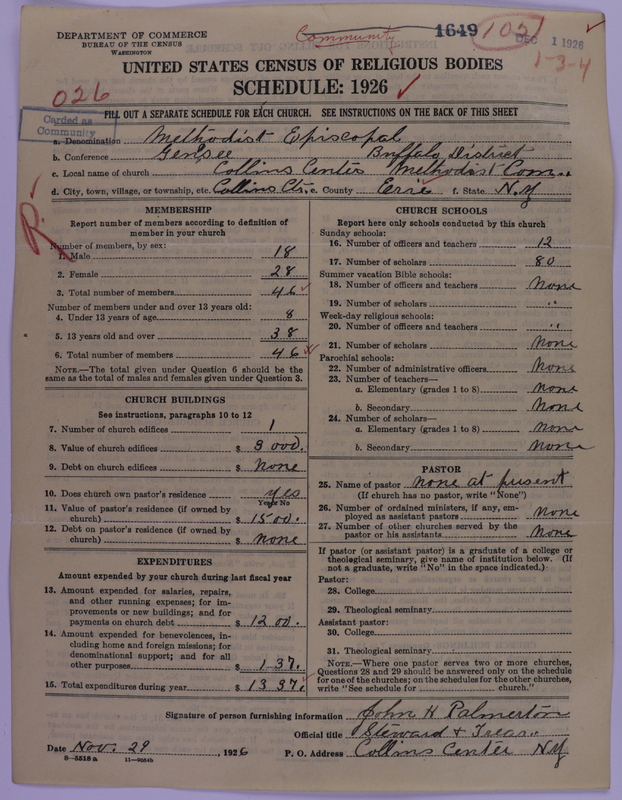 DEPARTMENT OF COMMERCE
BUREAU OF THE CENSUS
WASHINGTON
Community
1649
DEC 1 1926
1-3-4
UNITED STATES CENSUS OF RELIGIOUS BODIES
SCHEDULE: 1926
026
FILL OUT A SEPARATE SCHEDULE FOR EACH CHURCH. SEE INSTRUCTIONS ON THE BACK OF THIS SHEET
Carded as
Community
a. Denomination Methodist Episcopal
b. Conference Gensee Buffalo District
c. Local name of church Collins Center Methodist Com.
d. City, town, village, or township, etc. Collins Ctr. e. County Erie f. State N.Y
R.
MEMBERSHIP
Report number of members according to definition of
member in your church
Number of members, by sex:
1. Male 18
2. Female 28
3. Total number of members 46
Number of members under and over 13 years old:
4. Under 13 years of age 8
5. 13 years old and over 38
6. Total number of members 46
NOTE.—The total given under Question 6 should be the
same as the total of males and females given under Question 3.
CHURCH BUILDINGS
See instructions, paragraphs 10 to 12
7. Number of church edifices 1
8. Value of church edifices $ 3000.
9. Debt on church edifices $ None
10. Does church own pastor's residence yes
Yes or No
11. Value of pastor's residence (if owned by
church) $ 1500.
12. Debt on pastor's residence (if owned by
church) $ none
EXPENDITURES
Amount expended by your church during last fiscal year
13. Amount expended for salaries, repairs,
and other running expenses; for im-
provements or new buildings; and for
payments on church debt $ 1200.
14. Amount expended for benevolences, in-
cluding home and foreign missions; for
denominational support; and for all
other purposes $ 137.
15. Total expenditures during year $ 1337.
CHURCH SCHOOLS
Report here only schools conducted by this church
Sunday schools:
16. Number of officers and teachers 12
17. Number of scholars 80
Summer vacation Bible schools:
18. Number of officers and teachers None
19. Number of scholars "
Week-day religious schools:
20. Number of officers and teachers "
21. Number of scholars None
Parochial schools:
22. Number of administrative officers None
23. Number of teachers—
a. Elementary (grades 1 to 8) None
b. Secondary None
24. Number of scholars—
a. Elementary (grades 1 to 8) None
b. Secondary None
PASTOR
25. Name of pastor none at present
(If church has no pastor, write "None")
26. Number of ordained ministers, if any, em-
ployed as assistant pastors None
27. Number of other churches served by the
pastor or his assistants None
If pastor (or assistant pastor) is a graduate of a college or
theological seminary, give name of institution below. (If
not a graduate, write "No" in the space indicated.)
Pastor:
28. College
29. Theological seminary
Assistant pastor:
30. College
31. Theological seminary
NOTE.—Where one pastor serves two or more churches,
Questions 28 and 29 should be answered only on the schedule
for one of the churches; on the schedules for the other churches,
write "See schedule for church."
Signature of person furnishing information John H Palmerton
Official title Steward & Treas.
Date Nov. 29, 1926 P. O. Address Collins Center N.Y
8-5518a 11-9054b